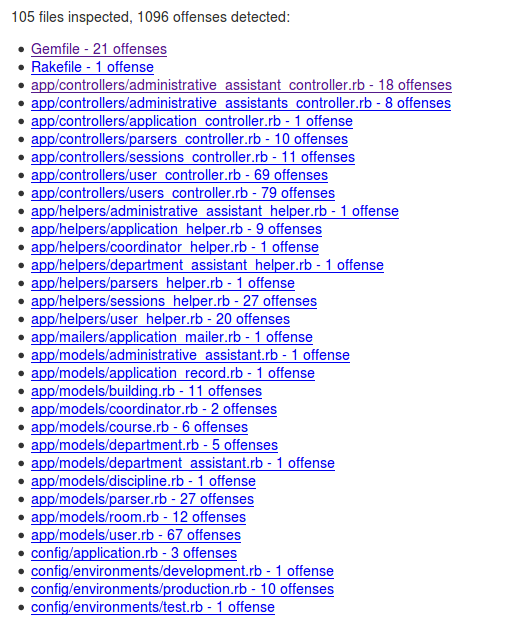 105 files inspected, 1096 offenses detected:
Gemfile - 21 offenses
Rakefile - 1 offense
app/controllers/administrative_assistant_controller.rb - 18 offenses
app/controllers/administrative_assistants_controller.rb - 8 offenses
app/controllers/application_controller.rb - 1 offense
app/controllers/parsers_controller.rb - 10 offenses
app/controllers/sessions_controller.rb - 11 offenses
app/controllers/user_controller.rb - 69 offenses
app/controllers/users_controller.rb - 79 offenses
app/helpers/administrative_assistant_helper.rb - 1 offense
app/helpers/application_helper.rb - 9 offenses
app/helpers/coordinator_helper.rb - 1 offense
app/helpers/department_assistant_helper.rb - 1 offense
app/helpers/parsers_helper.rb - 1 offense
app/helpers/sessions_helper.rb - 27 offenses
app/helpers/user_helper.rb - 20 offenses
app/mailers/application_mailer.rb - 1 offense
app/models/administrative_assistant.rb - 1 offense
app/models/application_record.rb - 1 offense
app/models/building.rb - 11 offenses
app/models/coordinator.rb - 2 offenses
app/models/course.rb - 6 offenses
app/models/department.rb - 5 offenses
app/models/department_assistant.rb - 1 offense
app/models/discipline.rb - 1 offense
app/models/parser.rb - 27 offenses
app/models/room.rb - 12 offenses
app/models/user.rb - 67 offenses
config/application.rb - 3 offenses
config/environments/development.rb - 1 offense
config/environments/production.rb - 10 offenses
config/environments/test.rb - 1 offense